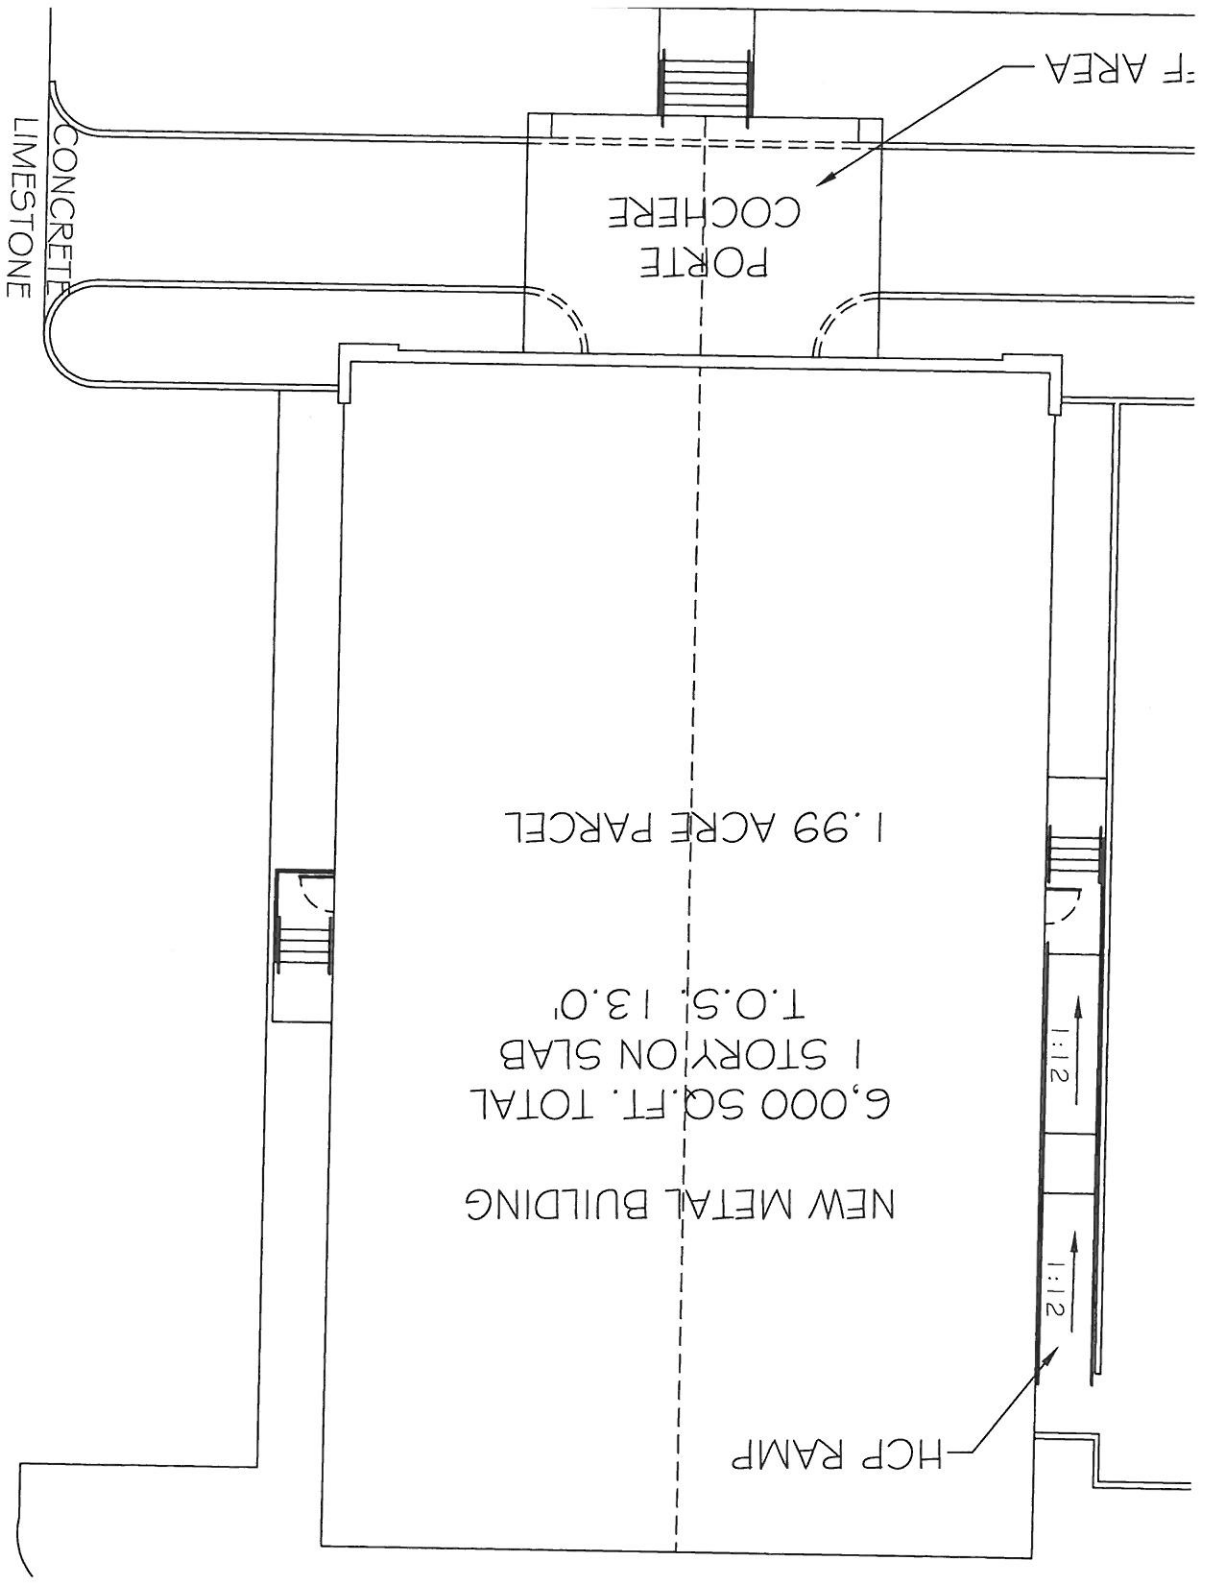 HCP RAMP
1:12
1:12
NEW METAL BUILDING
6,000 SQ.FT. TOTAL
1 STORY ON SLAB
T.O.S. 13.0'
1.99 ACRE PARCEL
PORTE
COCHERE
F AREA
CONCRETE
LIMESTONE